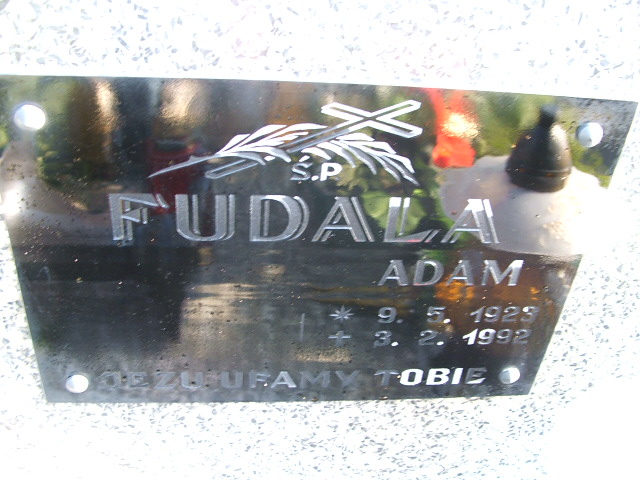 Ś.P
FUDALA
ADAM
* 9. 5. 1923
+ 3. 2. 1992
JEZU UFAMY TOBIE